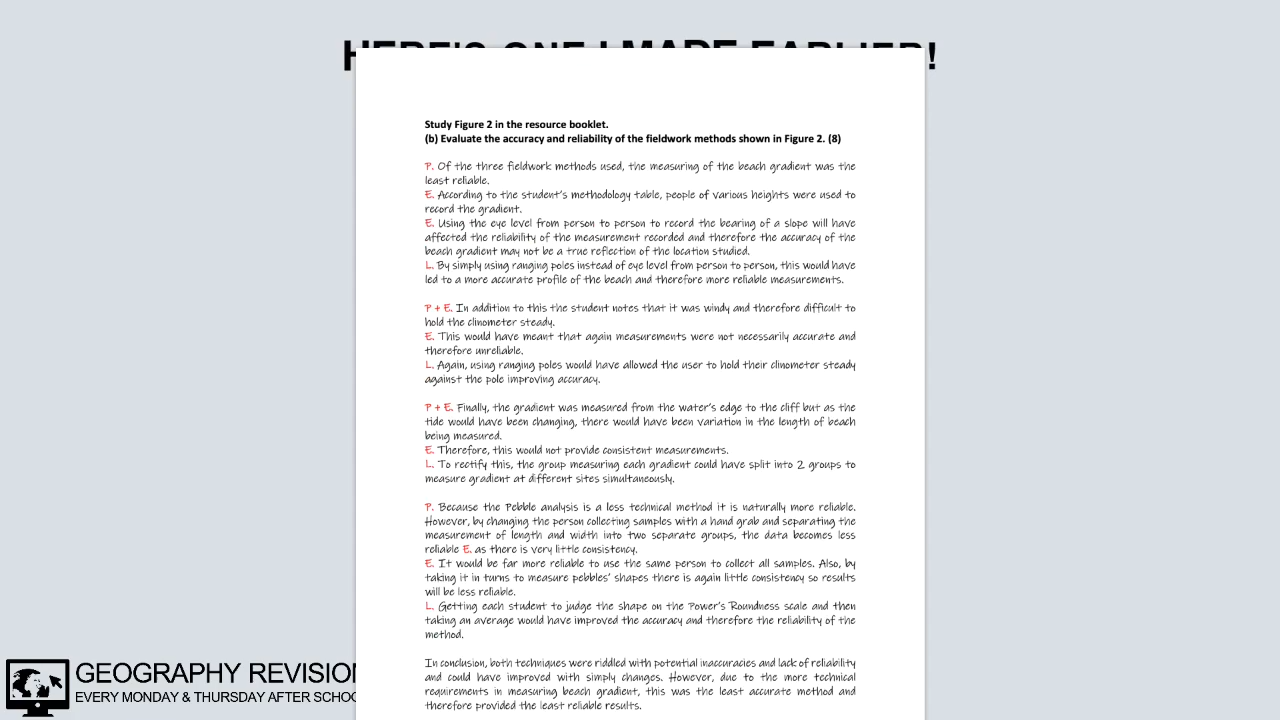 HERE'S ONE I MADE EARLIER!
Study Figure 2 in the resource booklet.
(b) Evaluate the accuracy and reliability of the fieldwork methods shown in Figure 2. (8)
P. Of the three fieldwork methods used, the measuring of the beach gradient was the
least reliable.
E. According to the student's methodology table, people of various heights were used to
record the gradient.
E. Using the eye level from person to person to record the bearing of a slope will have
affected the reliability of the measurement recorded and therefore the accuracy of the
beach gradient may not be a true reflection of the location studied.
L. By simply using ranging poles instead of eye level from person to person, this would have
led to a more accurate profile of the beach and therefore more reliable measurements.
P + E. In addition to this the student notes that it was windy and therefore difficult to
hold the clinometer steady.
E. This would have meant that again measurements were not necessarily accurate and
therefore unreliable.
L. Again, using ranging poles would have allowed the user to hold their clinometer steady
against the pole improving accuracy.
P + E. Finally, the gradient was measured from the water's edge to the cliff but as the
tide would have been changing, there would have been variation in the length of beach
being measured.
E. Therefore, this would not provide consistent measurements.
L. To rectify this, the group measuring each gradient could have split into 2 groups to
measure gradient at different sites simultaneously.
P. Because the Pebble analysis is a less technical method it is naturally more reliable.
However, by changing the person collecting samples with a hand grab and separating the
measurement of length and width into two separate groups, the data becomes less
reliable E. as there is very little consistency.
E. It would be far more reliable to use the same person to collect all samples. Also, by
taking it in turns to measure pebbles' shapes there is again little consistency so results
will be less reliable.
L. Getting each student to judge the shape on the Power's Roundness scale and then
taking an average would have improved the accuracy and therefore the reliability of the
method.
In conclusion, both techniques were riddled with potential inaccuracies and lack of reliability
and could have improved with simply changes. However, due to the more technical
requirements in measuring beach gradient, this was the least accurate method and
therefore provided the least reliable results.
GEOGRAPHY REVISION
EVERY MONDAY & THURSDAY AFTER SCHOO